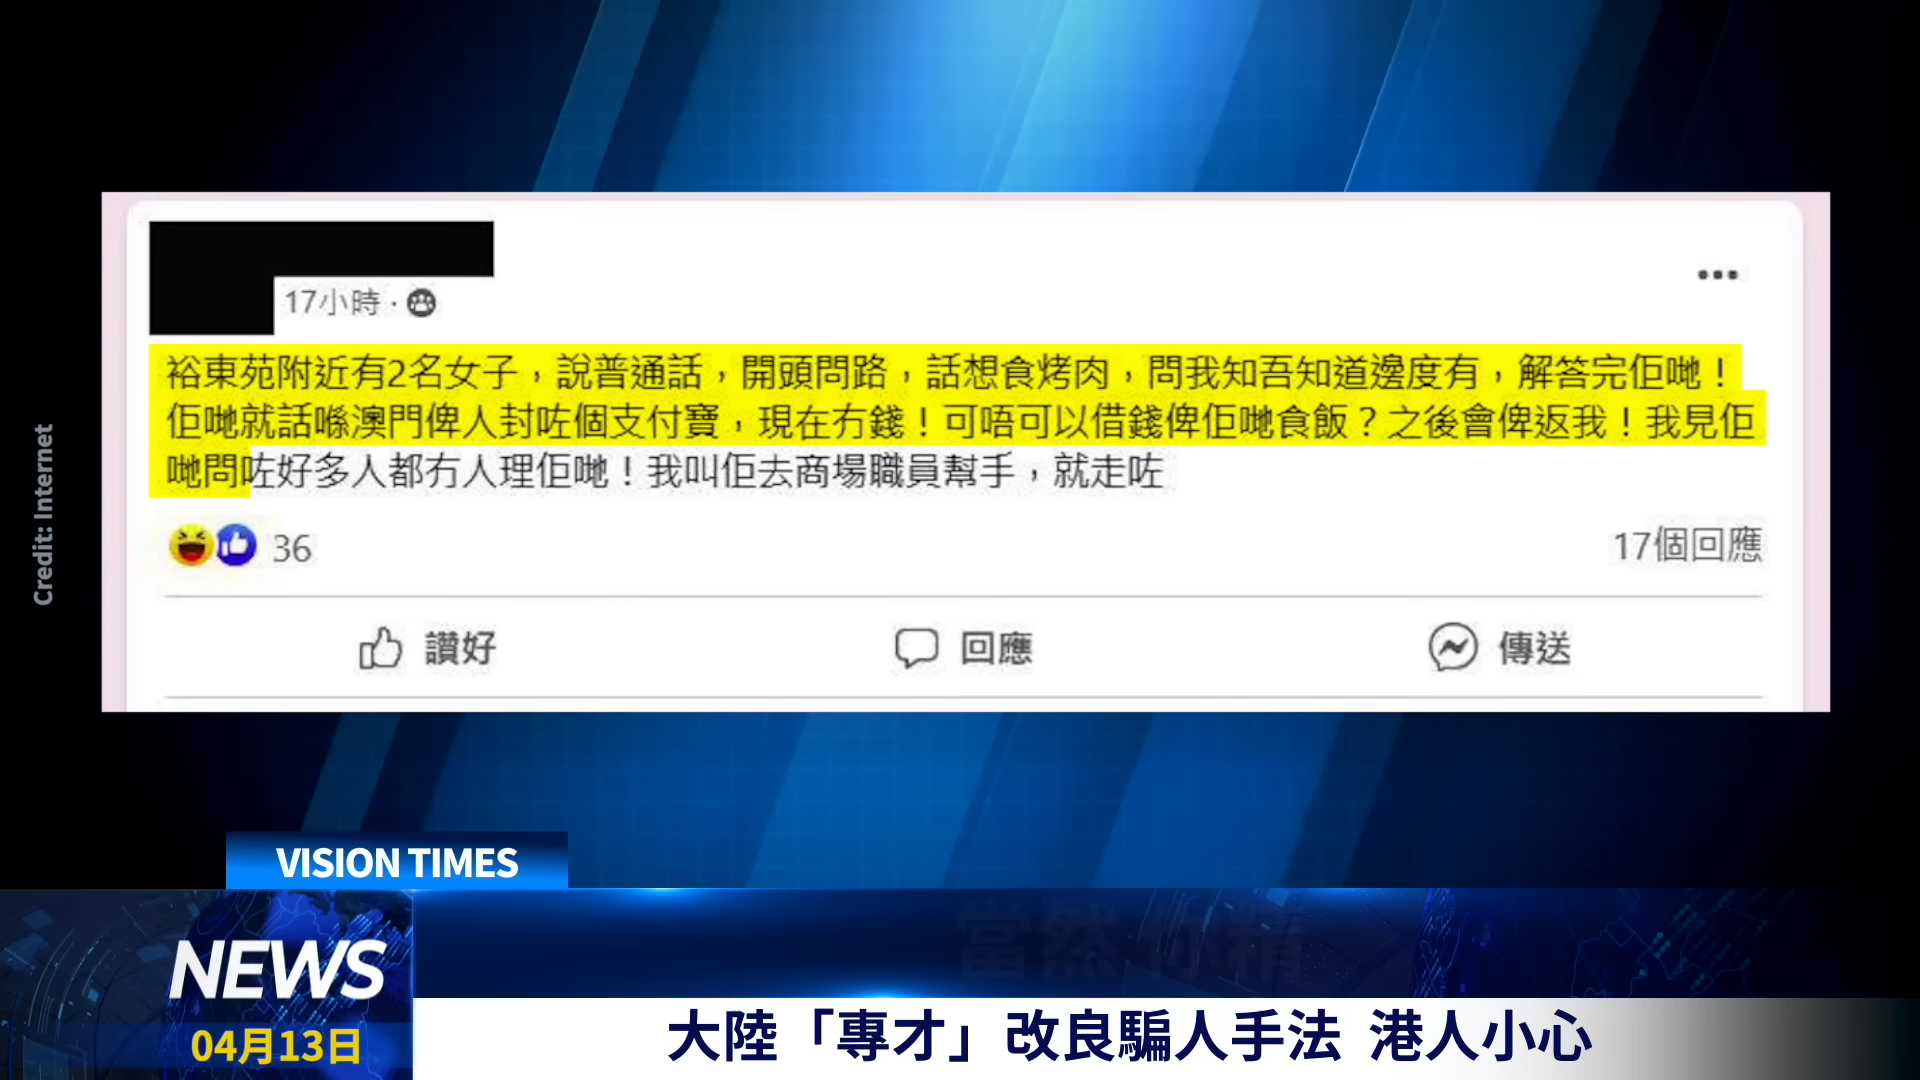 17小時 ·
裕東苑附近有2名女子，說普通話，開頭問路，話想食烤肉，問我知吾知道邊度有，解答完佢哋！
佢哋就話喺澳門俾人封咗個支付寶，現在冇錢！可唔可以借錢俾佢哋食飯？之後會俾返我！我見佢
哋問咗好多人都冇人理佢哋！我叫佢去商場職員幫手，就走咗
36
17個回應
讚好
回應
傳送
Credit: Internet
VISION TIMES
NEWS
04月13日
大陸「專才」改良騙人手法 港人小心